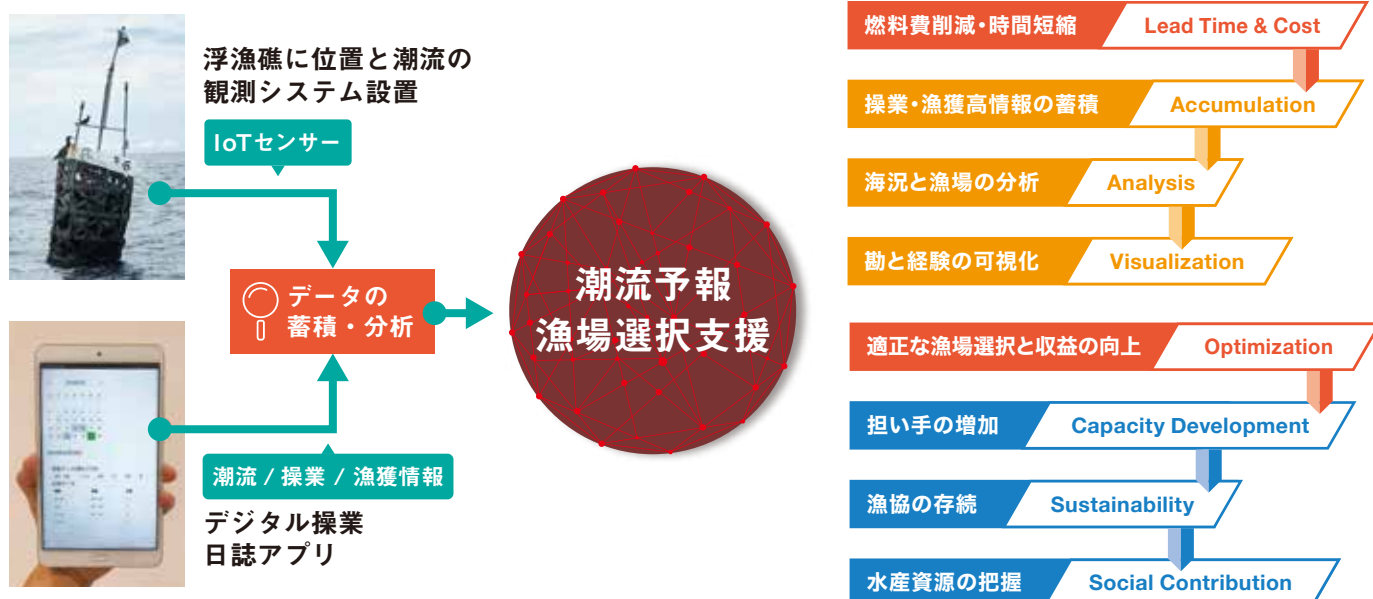 浮漁礁に位置と潮流の
観測システム設置
IoTセンサー
データの
蓄積・分析
潮流 / 操業 / 漁獲情報
デジタル操業
日誌アプリ
潮流予報
漁場選択支援
燃料費削減・時間短縮 Lead Time & Cost
操業・漁獲高情報の蓄積 Accumulation
海況と漁場の分析 Analysis
勘と経験の可視化 Visualization
適正な漁場選択と収益の向上 Optimization
担い手の増加 Capacity Development
漁協の存続 Sustainability
水産資源の把握 Social Contribution